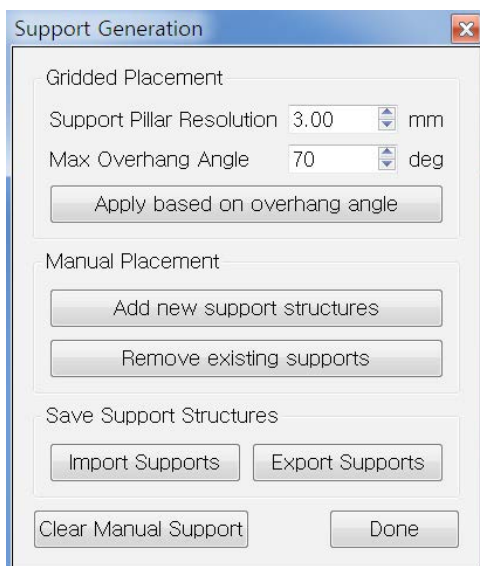 Support Generation
Gridded Placement
Support Pillar Resolution 3.00 mm
Max Overhang Angle 70 deg
Apply based on overhang angle
Manual Placement
Add new support structures
Remove existing supports
Save Support Structures
Import Supports Export Supports
Clear Manual Support Done